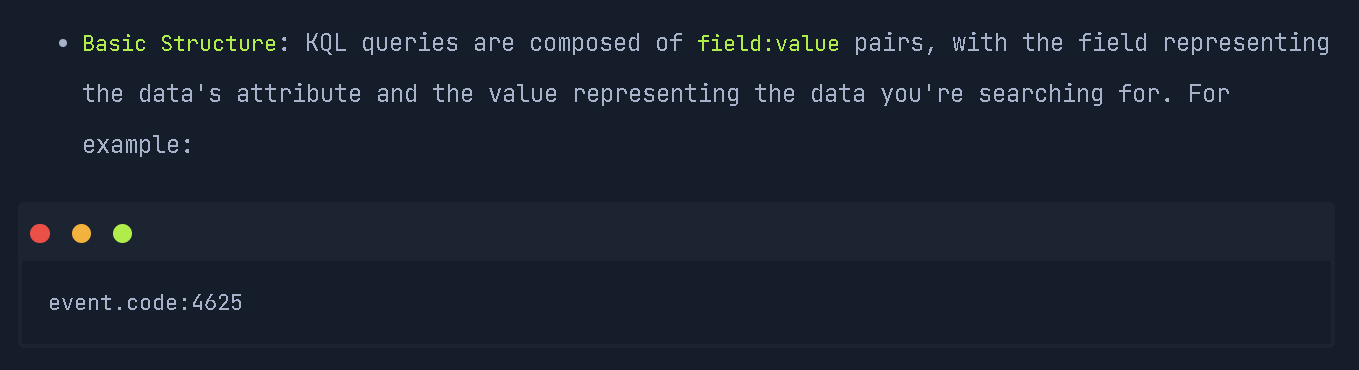 • Basic Structure: KQL queries are composed of field:value pairs, with the field representing
the data's attribute and the value representing the data you're searching for. For
example:
event.code:4625